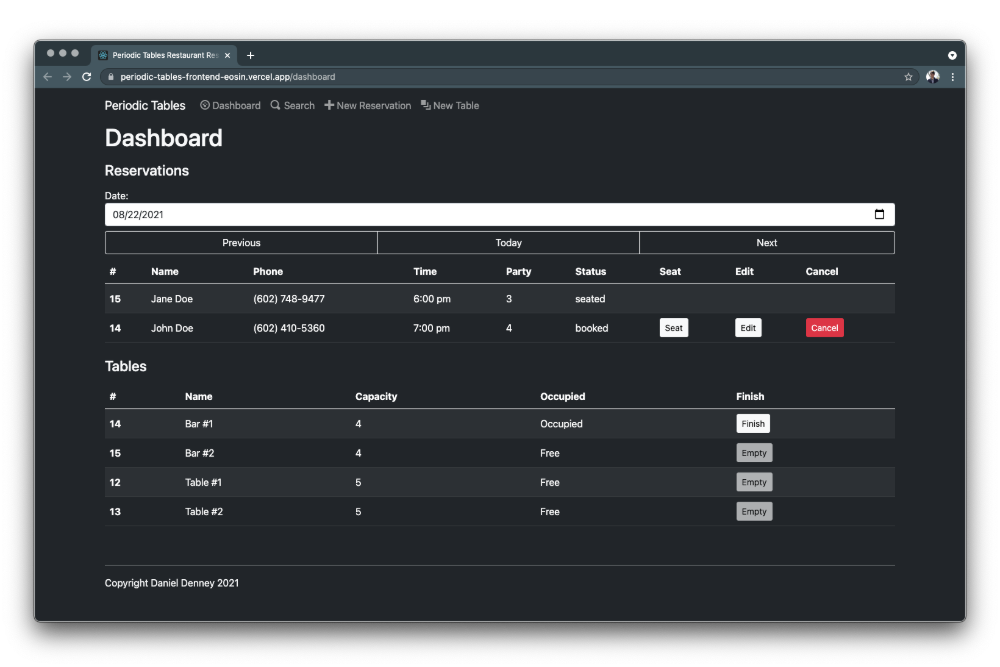 Periodic Tables Restaurant Res
periodic-tables-frontend-eosin.vercel.app/dashboard
Periodic Tables Dashboard Search New Reservation New Table
Dashboard
Reservations
Date:
08/22/2021
Previous Today Next
# Name Phone Time Party Status Seat Edit Cancel
15 Jane Doe (602) 748-9477 6:00 pm 3 seated
14 John Doe (602) 410-5360 7:00 pm 4 booked Seat Edit Cancel
Tables
# Name Capacity Occupied Finish
14 Bar #1 4 Occupied Finish
15 Bar #2 4 Free Empty
12 Table #1 5 Free Empty
13 Table #2 5 Free Empty
Copyright Daniel Denney 2021